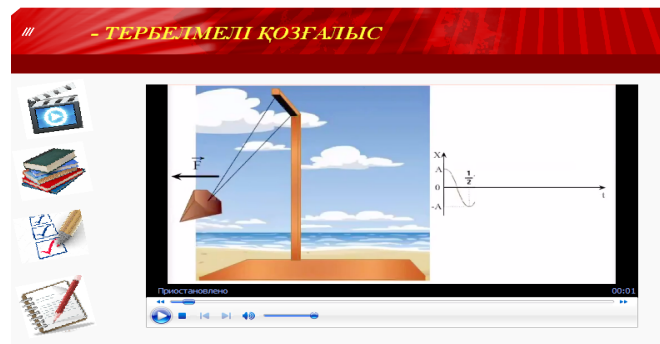 - ТЕРБЕЛМЕЛІ ҚОЗҒАЛЫС
F
X
A
1
2
0
t
-A
Приостановлено
00:01